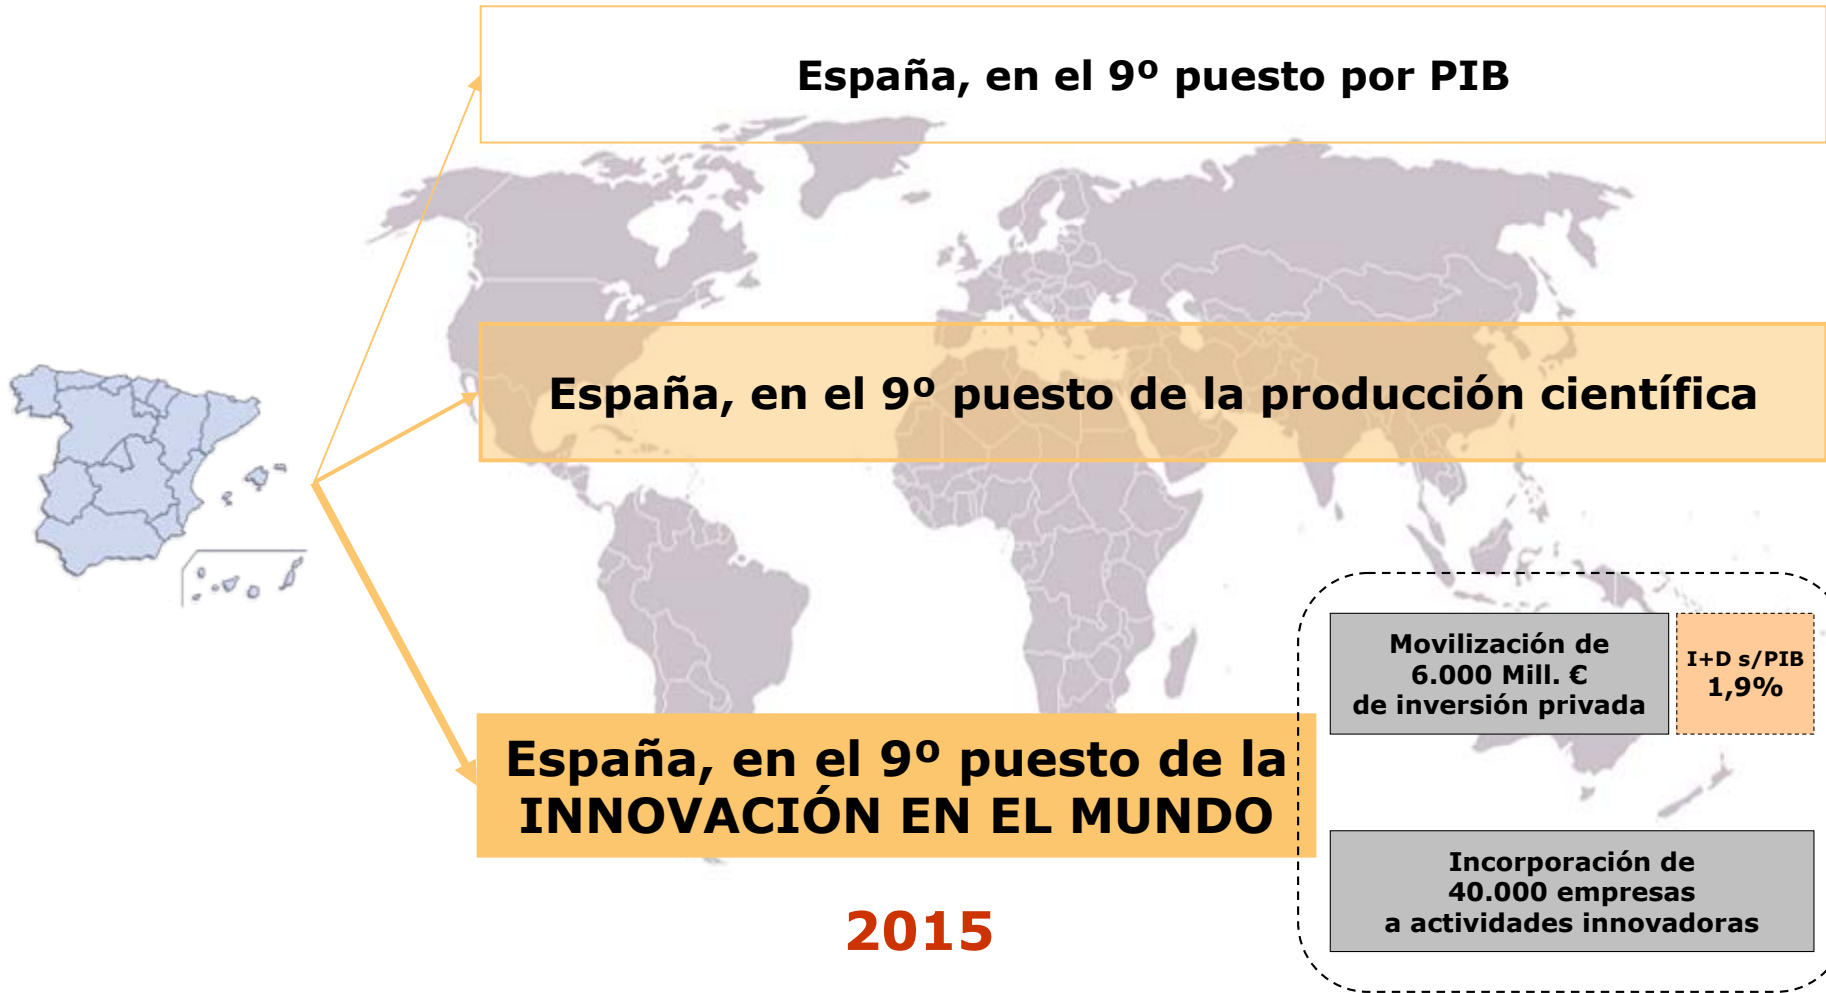 España, en el 9º puesto por PIB
España, en el 9º puesto de la producción científica
España, en el 9º puesto de la
INNOVACIÓN EN EL MUNDO
2015
Movilización de
6.000 Mill. €
de inversión privada
I+D s/PIB
1,9%
Incorporación de
40.000 empresas
a actividades innovadoras